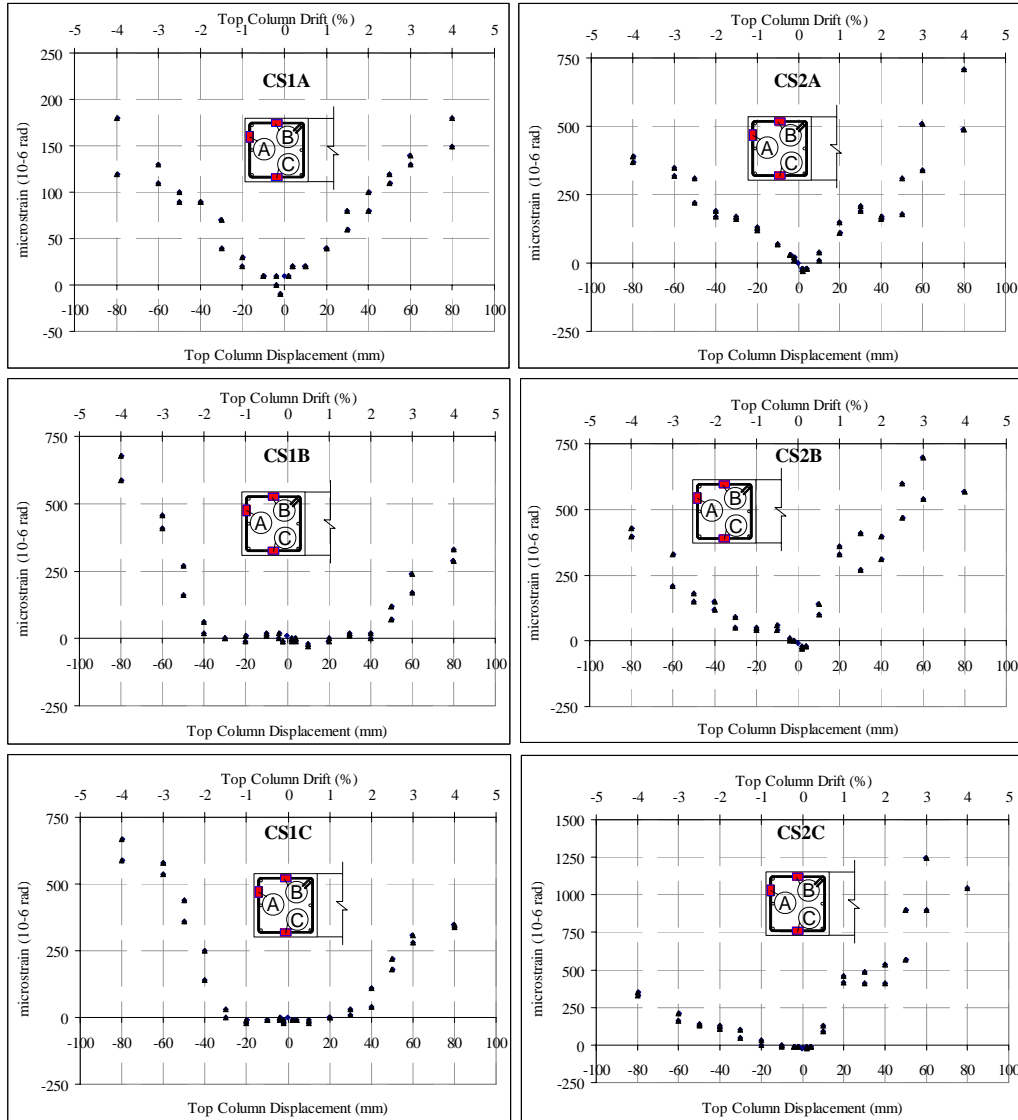 Top Column Drift (%)
-5 -4 -3 -2 -1 0 1 2 3 4 5
CS1A
250
200
150
100
50
0
-50
microstrain (10-6 rad)
A
B
C
-100 -80 -60 -40 -20 0 20 40 60 80 100
Top Column Displacement (mm)
Top Column Drift (%)
-5 -4 -3 -2 -1 0 1 2 3 4 5
CS2A
750
500
250
0
-250
microstrain (10-6 rad)
A
B
C
-100 -80 -60 -40 -20 0 20 40 60 80 100
Top Column Displacement (mm)
Top Column Drift (%)
-5 -4 -3 -2 -1 0 1 2 3 4 5
CS1B
750
500
250
0
-250
microstrain (10-6 rad)
A
B
C
-100 -80 -60 -40 -20 0 20 40 60 80 100
Top Column Displacement (mm)
Top Column Drift (%)
-5 -4 -3 -2 -1 0 1 2 3 4 5
CS2B
750
500
250
0
-250
microstrain (10-6 rad)
A
B
C
-100 -80 -60 -40 -20 0 20 40 60 80 100
Top Column Displacement (mm)
Top Column Drift (%)
-5 -4 -3 -2 -1 0 1 2 3 4 5
CS1C
750
500
250
0
-250
microstrain (10-6 rad)
A
B
C
-100 -80 -60 -40 -20 0 20 40 60 80 100
Top Column Displacement (mm)
Top Column Drift (%)
-5 -4 -3 -2 -1 0 1 2 3 4 5
CS2C
1500
1250
1000
750
500
250
0
-250
microstrain (10-6 rad)
A
B
C
-100 -80 -60 -40 -20 0 20 40 60 80 100
Top Column Displacement (mm)